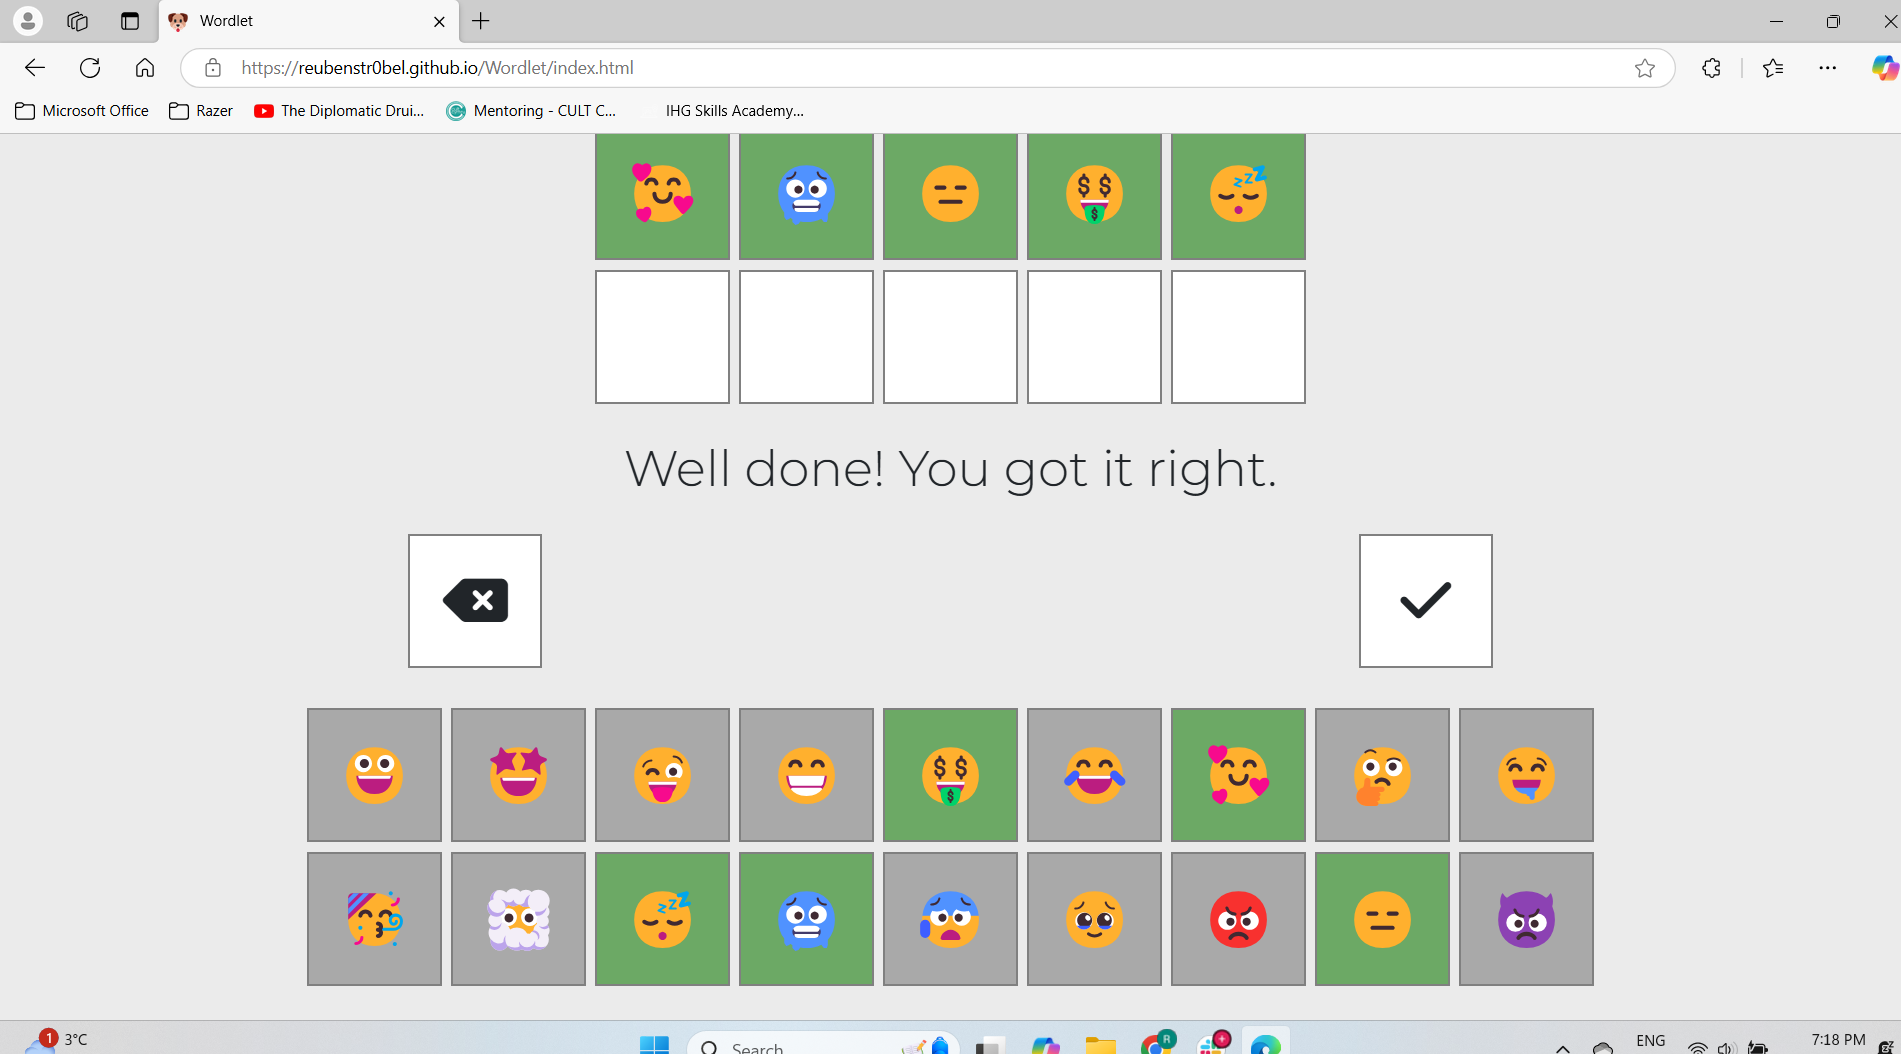 Wordlet
https://reubenstr0bel.github.io/Wordlet/index.html
Microsoft Office
Razer
The Diplomatic Drui...
Mentoring - CULT C...
IHG Skills Academy...
Well done! You got it right.
1
3°C
Search
R
ENG
7:18 PM